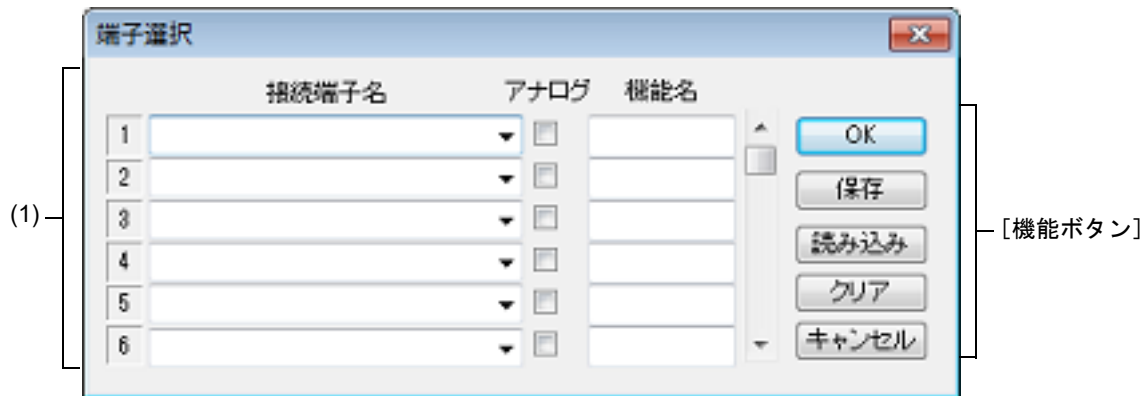 端子選択
接続端子名 アナログ 機能名
1 OK
2 保存
3 読み込み
4
5 クリア
6 キャンセル
(1)
[機能ボタン]